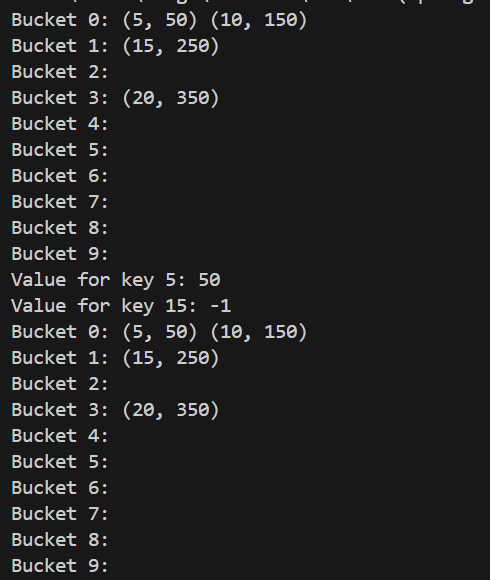 Bucket 0: (5, 50) (10, 150)
Bucket 1: (15, 250)
Bucket 2:
Bucket 3: (20, 350)
Bucket 4:
Bucket 5:
Bucket 6:
Bucket 7:
Bucket 8:
Bucket 9:
Value for key 5: 50
Value for key 15: -1
Bucket 0: (5, 50) (10, 150)
Bucket 1: (15, 250)
Bucket 2:
Bucket 3: (20, 350)
Bucket 4:
Bucket 5:
Bucket 6:
Bucket 7:
Bucket 8:
Bucket 9: